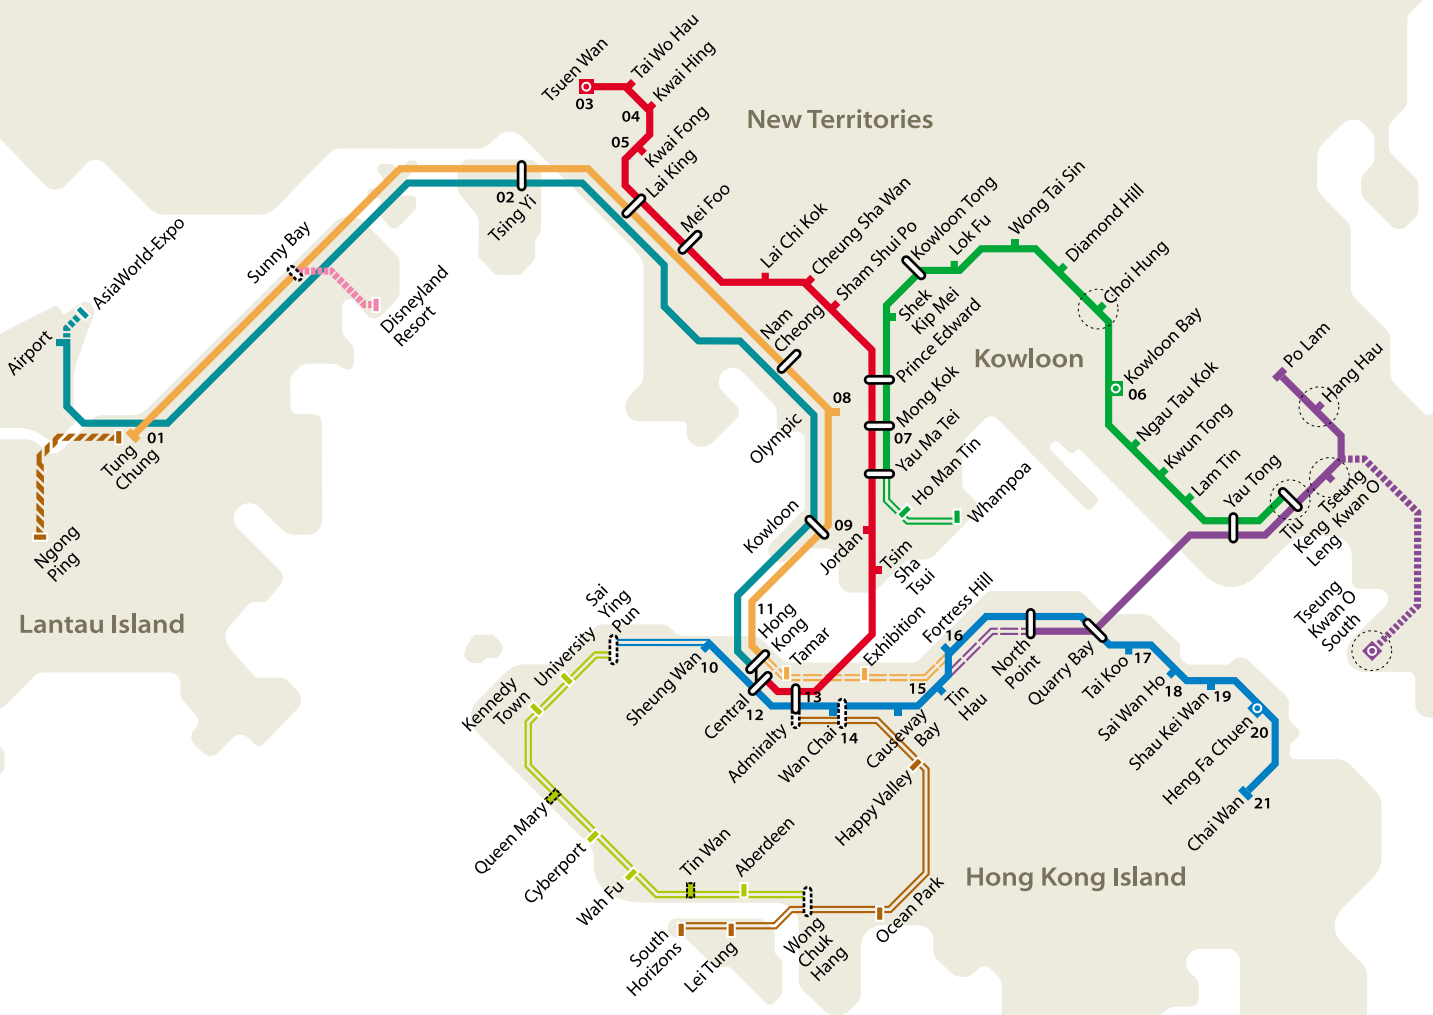 Tsuen Wan
03
Tai Wo Hau
Kwai Hing
04
05
Kwai Fong
Lai King
New Territories
Mei Foo
Lai Chi Kok
Cheung Sha Wan
Sham Shui Po
Kowloon Tong
Lok Fu
Wong Tai Sin
Diamond Hill
Choi Hung
02
Tsing Yi
Sunny Bay
AsiaWorld-Expo
Airport
Disneyland
Resort
01
Tung
Chung
Ngong
Ping
Lantau Island
Nam
Cheong
08
Olympic
Kowloon
09
Shek
Kip Mei
Prince Edward
Mong Kok
07
Yau Ma Tei
Ho Man Tin
Whampoa
Jordan
Tsim
Sha
Tsui
Kowloon
Kowloon Bay
06
Ngau Tau Kok
Kwun Tong
Lam Tin
Yau Tong
Tiu
Keng
Leng
Tseung
Kwan O
Hang Hau
Po Lam
Tseung
Kwan O
South
11
Hong
Kong
Tamar
Exhibition
Fortress Hill
16
Sai
Ying
Pun
University
Kennedy
Town
Sheung Wan
10
Central
12
Admiralty
13
Wan Chai
14
Causeway
Bay
15
Tin
Hau
North
Point
Quarry Bay
Tai Koo
17
Sai Wan Ho
18
Shau Kei Wan
19
Heng Fa Chuen
20
Chai Wan
21
Happy Valley
Queen Mary
Cyberport
Wah Fu
Tin Wan
Aberdeen
Wong
Chuk
Hang
Ocean Park
South
Horizons
Lei Tung
Hong Kong Island